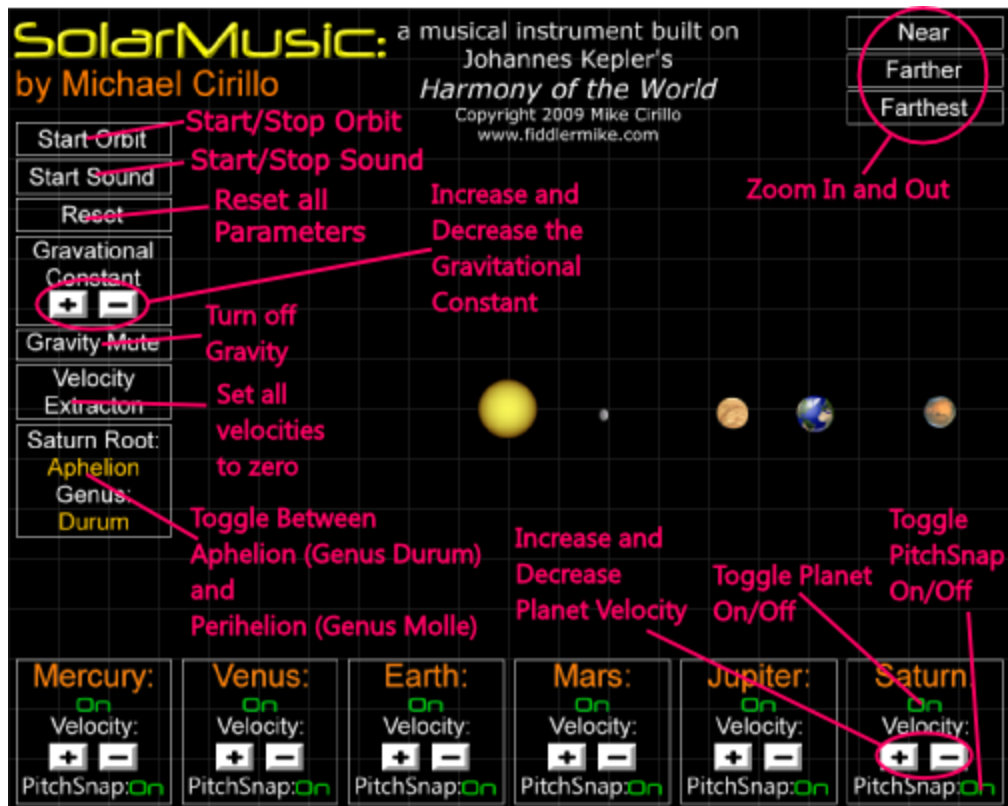 SolarMusic:
by Michael Cirillo
a musical instrument built on
Johannes Kepler's
Harmony of the World
Copyright 2009 Mike Cirillo
www.fiddlermike.com
Near
Farther
Farthest
Zoom In and Out
Start Orbit
Start/Stop Orbit
Start Sound
Start/Stop Sound
Reset
Reset all
Parameters
Gravational
Constant
+ −
Increase and
Decrease the
Gravitational
Constant
Gravity Mute
Turn off
Gravity
Velocity
Extracton
Set all
velocities
to zero
Saturn Root:
Aphelion
Genus:
Durum
Toggle Between
Aphelion (Genus Durum)
and
Perihelion (Genus Molle)
Increase and
Decrease
Planet Velocity
Toggle Planet
On/Off
Toggle
PitchSnap
On/Off
Mercury:
On
Velocity:
+ −
PitchSnap:On
Venus:
On
Velocity:
+ −
PitchSnap:On
Earth:
On
Velocity:
+ −
PitchSnap:On
Mars:
On
Velocity:
+ −
PitchSnap:On
Jupiter:
On
Velocity:
+ −
PitchSnap:On
Saturn:
On
Velocity:
+ −
PitchSnap:On